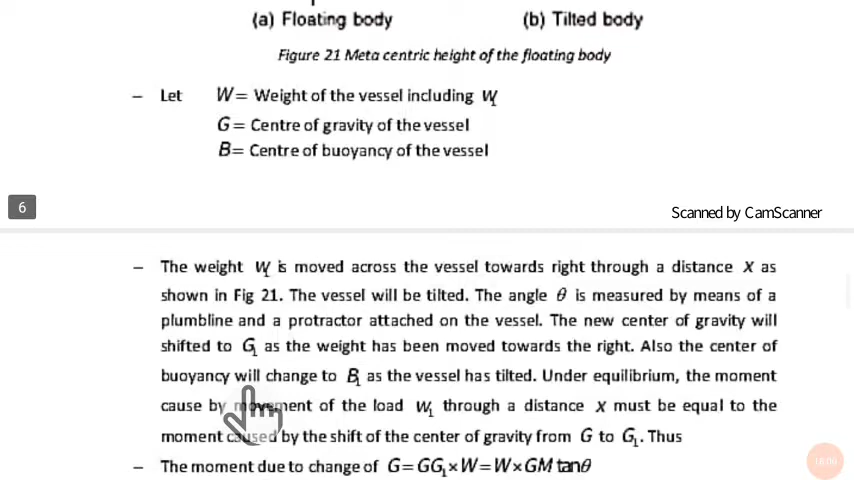 (a) Floating body (b) Tilted body
Figure 21 Meta centric height of the floating body
– Let W = Weight of the vessel including W₁
G = Centre of gravity of the vessel
B = Centre of buoyancy of the vessel
6
Scanned by CamScanner
– The weight W₁ is moved across the vessel towards right through a distance x as
shown in Fig 21. The vessel will be tilted. The angle θ is measured by means of a
plumbline and a protractor attached on the vessel. The new center of gravity will
shifted to G₁ as the weight has been moved towards the right. Also the center of
buoyancy will change to B₁ as the vessel has tilted. Under equilibrium, the moment
cause by movement of the load w₁ through a distance x must be equal to the
moment caused by the shift of the center of gravity from G to G₁. Thus
– The moment due to change of G = GG₁ × W = W × GM tanθ